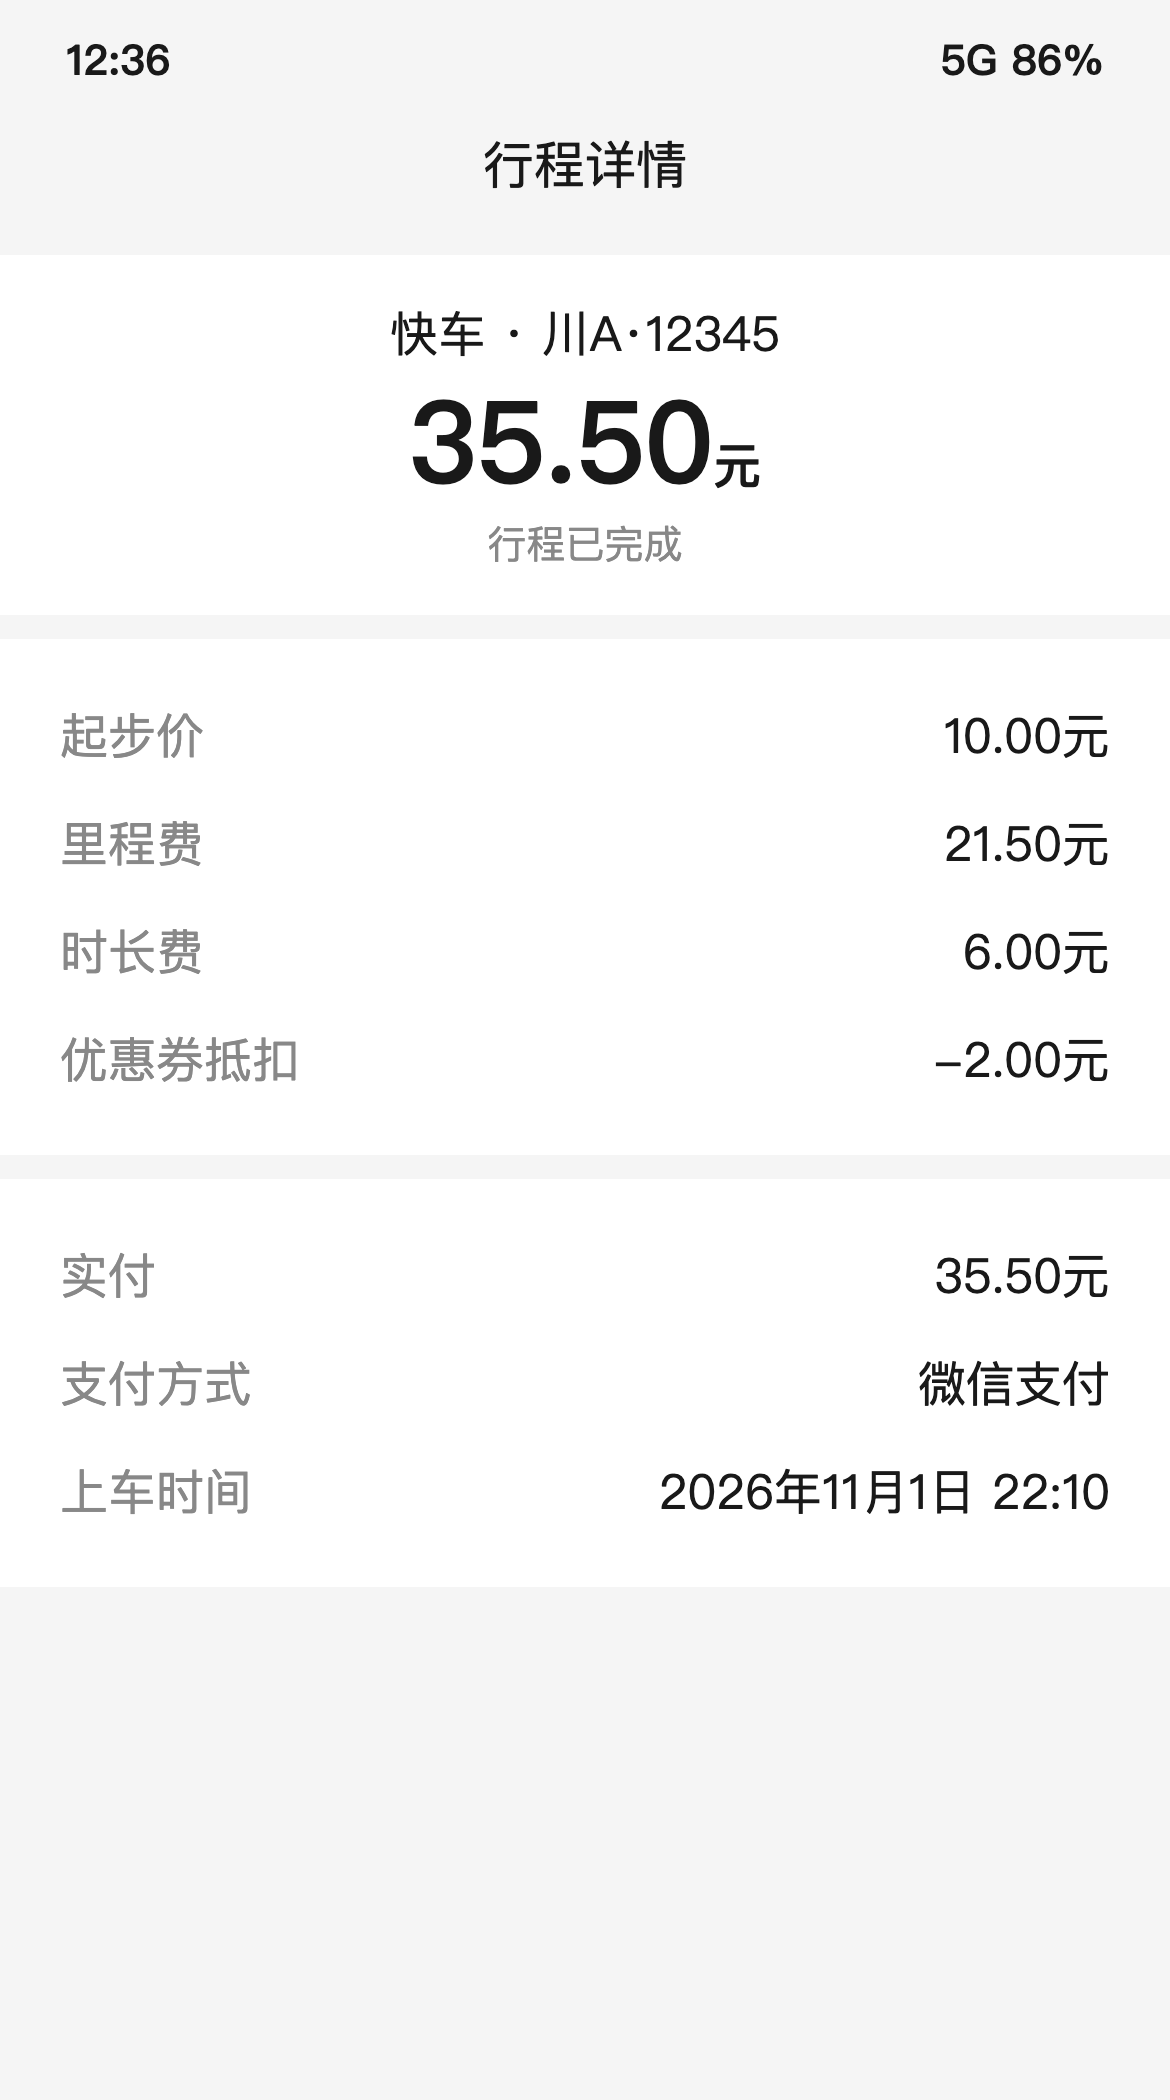 12:36 5G 86%
行程详情
快车 · 川A·12345
35.50元
行程已完成
起步价 10.00元
里程费 21.50元
时长费 6.00元
优惠券抵扣 –2.00元
实付 35.50元
支付方式 微信支付
上车时间 2026年11月1日 22:10